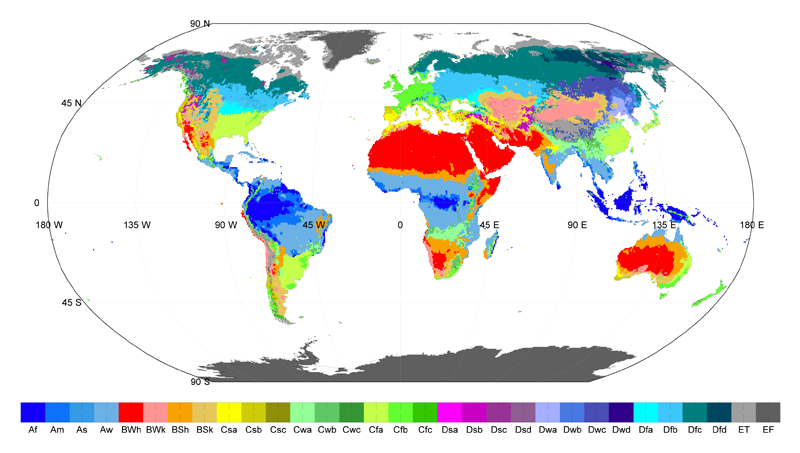 90 N
45 N
0
180 W 135 W 90 W 45 W 0 45 E 90 E 135 E 180 E
45 S
90 S
Af Am As Aw BWh BWk BSh BSk Csa Csb Csc Cwa Cwb Cwc Cfa Cfb Cfc Dsa Dsb Dsc Dsd Dwa Dwb Dwc Dwd Dfa Dfb Dfc Dfd ET EF